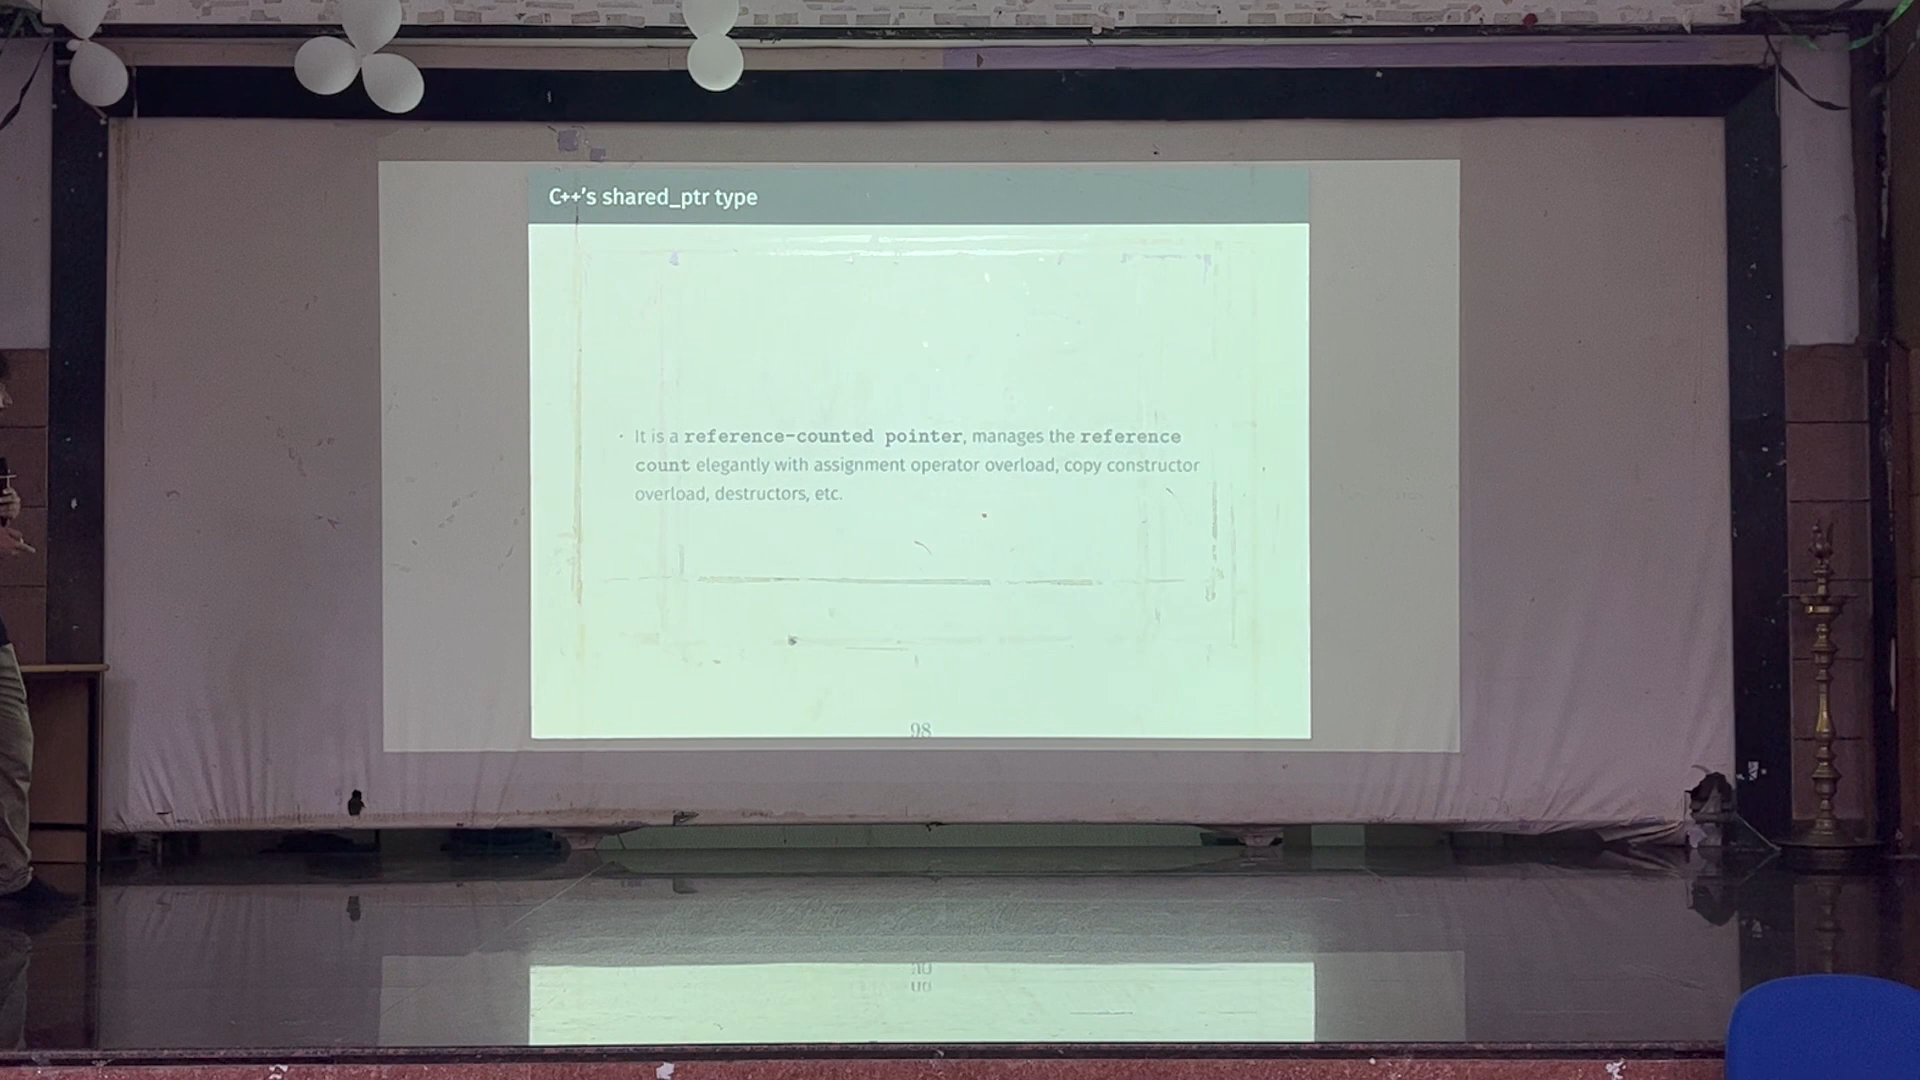 C++'s shared_ptr type
· It is a reference-counted pointer, manages the reference
count elegantly with assignment operator overload, copy constructor
overload, destructors, etc.
98